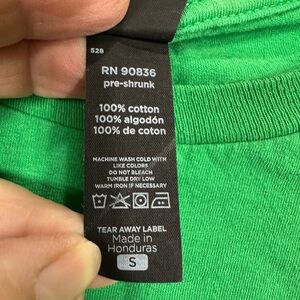 528
RN 90836
pre-shrunk
100% cotton
100% algodón
100% de coton
MACHINE WASH COLD WITH
LIKE COLORS
DO NOT BLEACH
TUMBLE DRY LOW
WARM IRON IF NECESSARY
TEAR AWAY LABEL
Made in
Honduras
S